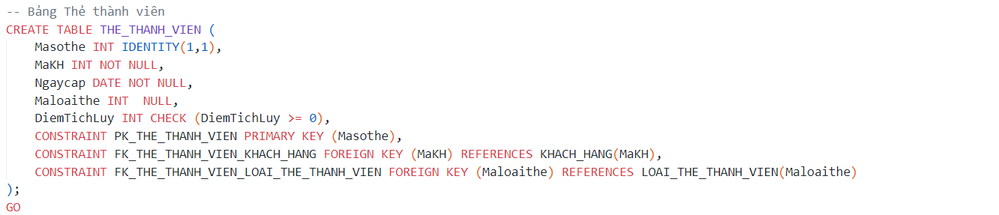 -- Bảng Thẻ thành viên
CREATE TABLE THE_THANH_VIEN (
    Masothe INT IDENTITY(1,1),
    MaKH INT NOT NULL,
    Ngaycap DATE NOT NULL,
    Maloaithe INT  NULL,
    DiemTichLuy INT CHECK (DiemTichLuy >= 0),
    CONSTRAINT PK_THE_THANH_VIEN PRIMARY KEY (Masothe),
    CONSTRAINT FK_THE_THANH_VIEN_KHACH_HANG FOREIGN KEY (MaKH) REFERENCES KHACH_HANG(MaKH),
    CONSTRAINT FK_THE_THANH_VIEN_LOAI_THE_THANH_VIEN FOREIGN KEY (Maloaithe) REFERENCES LOAI_THE_THANH_VIEN(Maloaithe)
);
GO